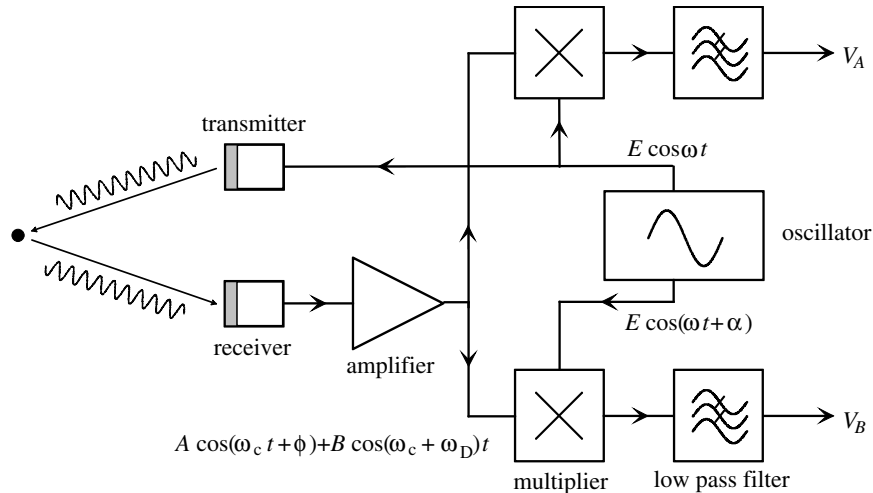 V_A
transmitter
E cosωt
oscillator
E cos(ωt+α)
receiver
amplifier
V_B
A cos(ω_c t+ϕ)+B cos(ω_c + ω_D)t
multiplier
low pass filter